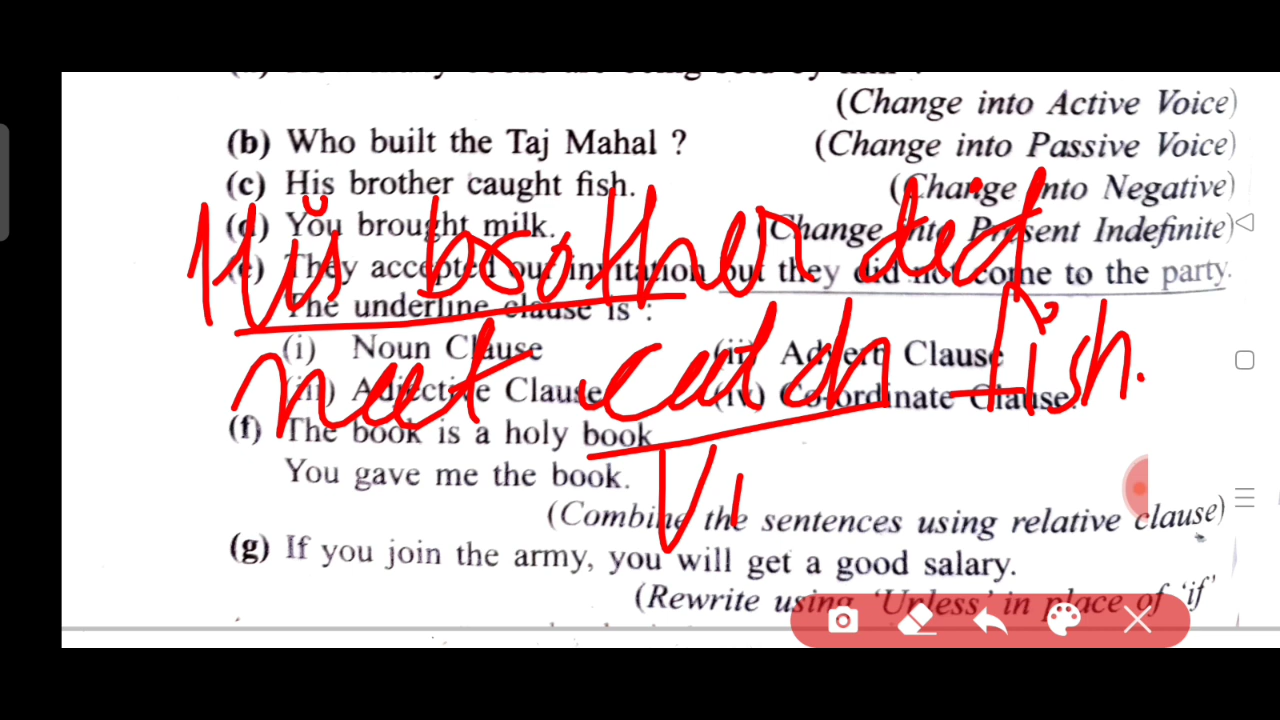 (Change into Active Voice)
(b) Who built the Taj Mahal ? (Change into Passive Voice)
(c) His brother caught fish. (Change into Negative)
(d) You brought milk. (Change into Present Indefinite)
(e) They accepted our invitation but they did not come to the party.
The underline clause is :
(i) Noun Clause (ii) Adverb Clause
(iii) Adjective Clause (iv) Co-ordinate Clause.
(f) The book is a holy book
You gave me the book.
(Combine the sentences using relative clause)
(g) If you join the army, you will get a good salary.
(Rewrite using 'Unless' in place of 'if'
His brother did
not catch fish.
V1